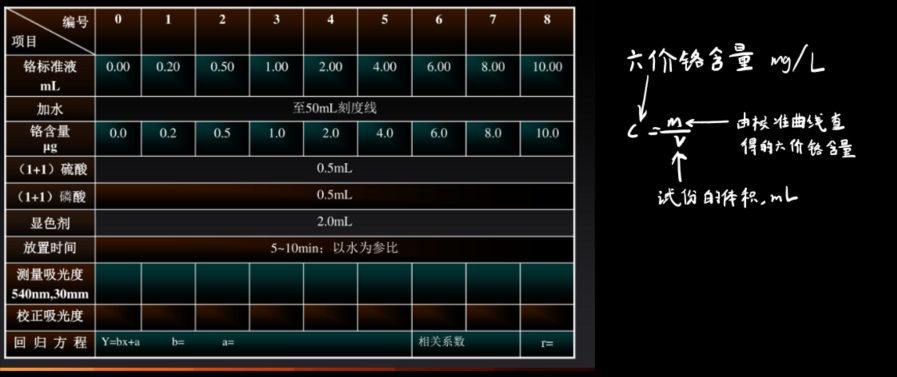 编号 0 1 2 3 4 5 6 7 8
项目
铬标准液 mL 0.00 0.20 0.50 1.00 2.00 4.00 6.00 8.00 10.00
加水 至50mL刻度线
铬含量 μg 0.0 0.2 0.5 1.0 2.0 4.0 6.0 8.0 10.0
（1+1）硫酸 0.5mL
（1+1）磷酸 0.5mL
显色剂 2.0mL
放置时间 5~10min；以水为参比
测量吸光度
540nm,30mm
校正吸光度
回归方程 Y=bx+a b= a= 相关系数 r=
六价铬含量 mg/L
C = m/V ← 由校准曲线查
得的六价铬含量
试份的体积,mL